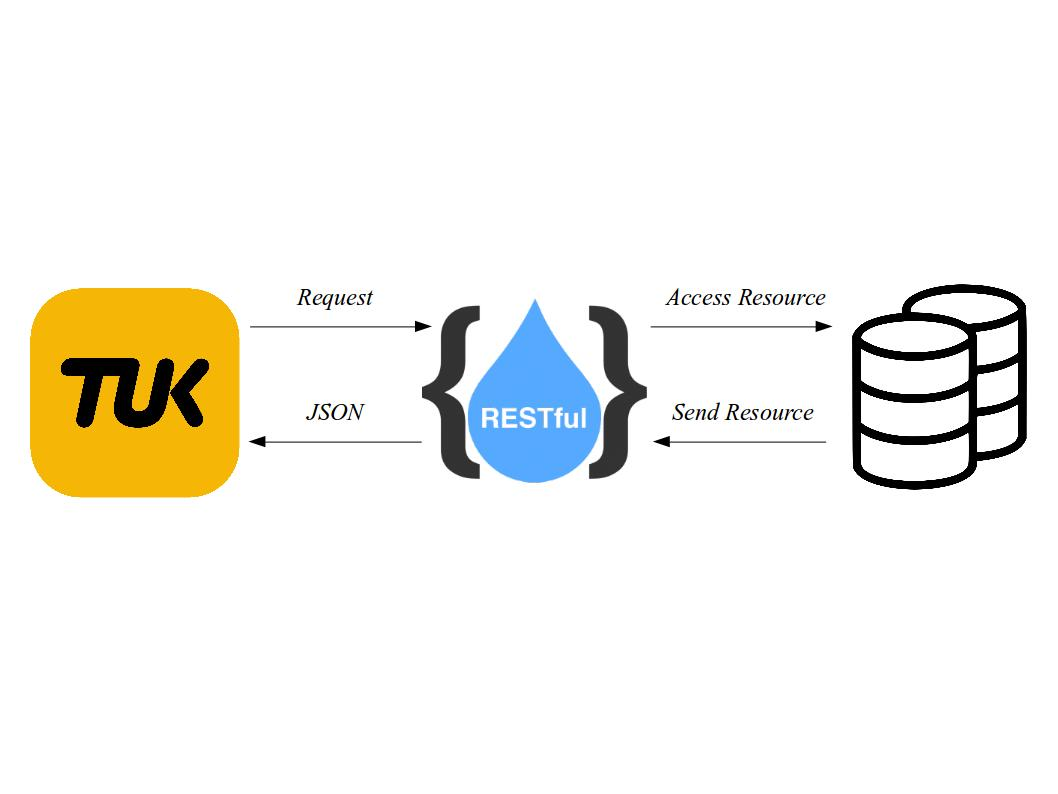 Request
Access Resource
TUK
JSON
RESTful
Send Resource